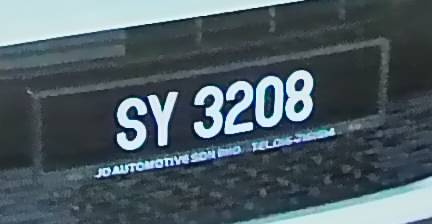 SY 3208
JD AUTOMOTIVE SDN BHD TEL: